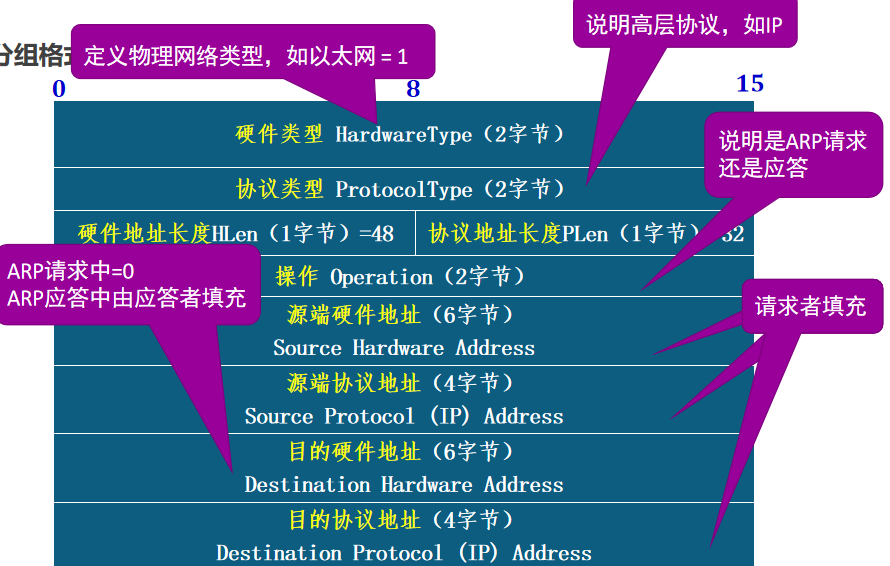 分组格式
定义物理网络类型，如以太网 = 1
说明高层协议，如IP
0 8 15
硬件类型 HardwareType（2字节）
说明是ARP请求
还是应答
协议类型 ProtocolType（2字节）
硬件地址长度HLen（1字节）=48
协议地址长度PLen（1字节） 32
ARP请求中=0
ARP应答中由应答者填充
操作 Operation（2字节）
请求者填充
源端硬件地址（6字节）
Source Hardware Address
源端协议地址（4字节）
Source Protocol (IP) Address
目的硬件地址（6字节）
Destination Hardware Address
目的协议地址（4字节）
Destination Protocol (IP) Address